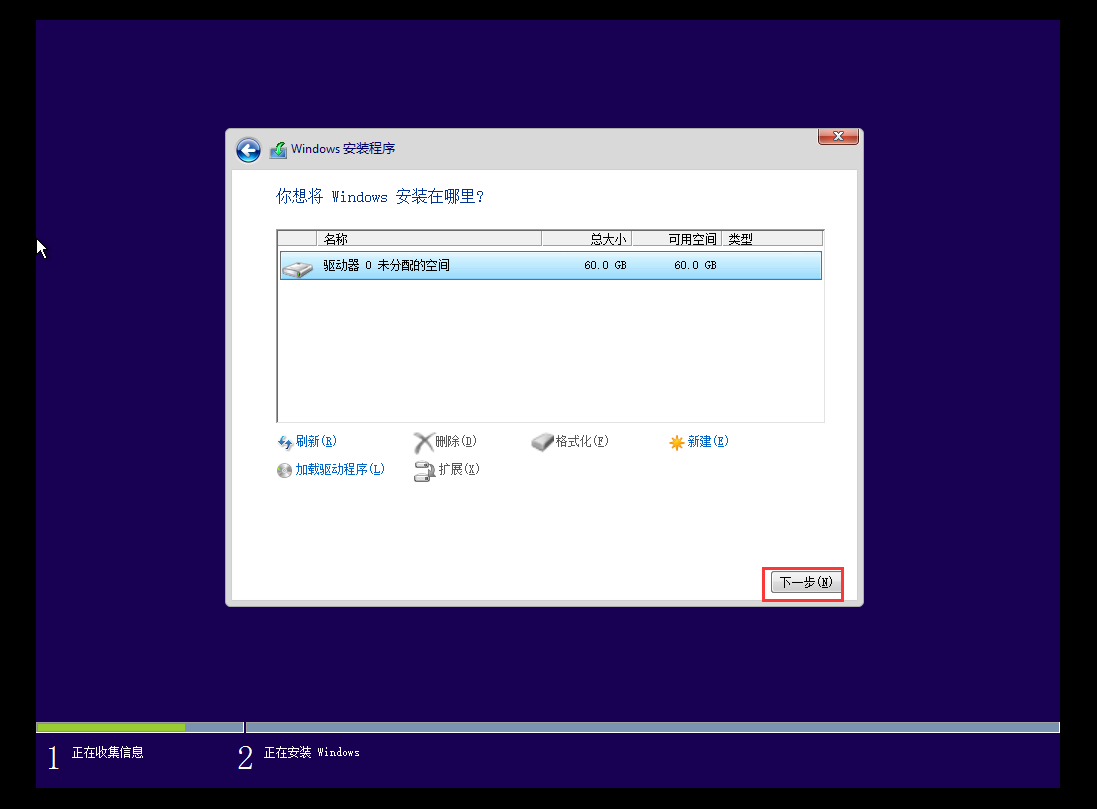 Windows 安装程序
你想将 Windows 安装在哪里?
名称 总大小 可用空间 类型
驱动器 0 未分配的空间 60.0 GB 60.0 GB
刷新(R) 删除(D) 格式化(F) 新建(E)
加载驱动程序(L) 扩展(X)
下一步(N)
1 正在收集信息 2 正在安装 Windows